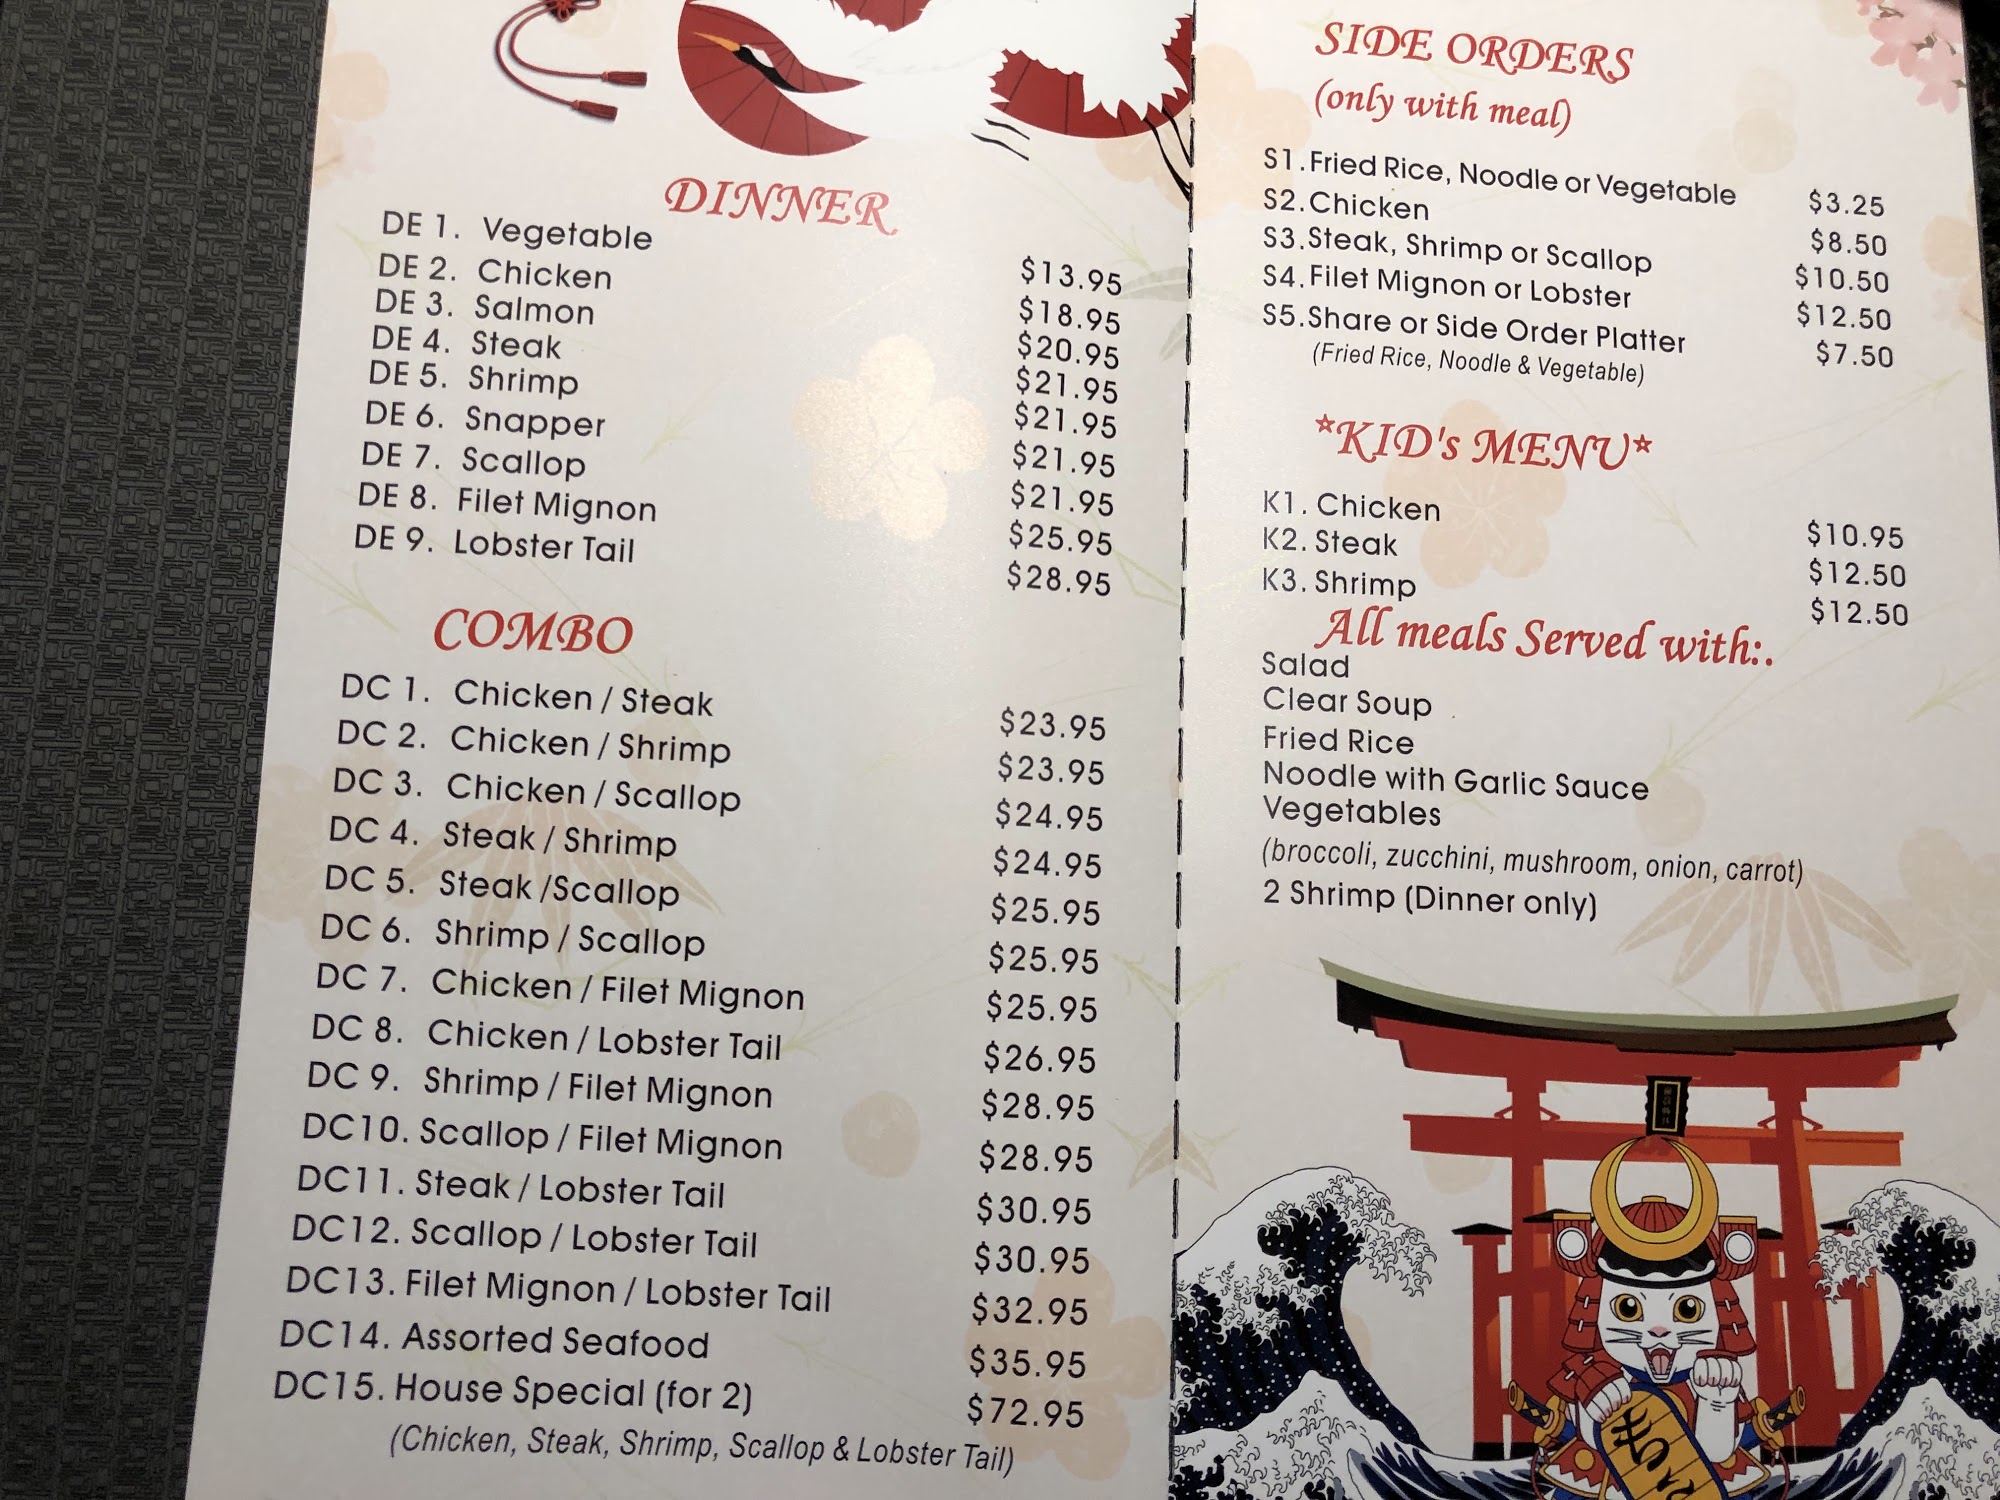 DINNER
DE 1. Vegetable $13.95
DE 2. Chicken $18.95
DE 3. Salmon $20.95
DE 4. Steak $21.95
DE 5. Shrimp $21.95
DE 6. Snapper $21.95
DE 7. Scallop $21.95
DE 8. Filet Mignon $25.95
DE 9. Lobster Tail $28.95
COMBO
DC 1. Chicken / Steak $23.95
DC 2. Chicken / Shrimp $23.95
DC 3. Chicken / Scallop $24.95
DC 4. Steak / Shrimp $24.95
DC 5. Steak /Scallop $25.95
DC 6. Shrimp / Scallop $25.95
DC 7. Chicken / Filet Mignon $25.95
DC 8. Chicken / Lobster Tail $26.95
DC 9. Shrimp / Filet Mignon $28.95
DC10. Scallop / Filet Mignon $28.95
DC11. Steak / Lobster Tail $30.95
DC12. Scallop / Lobster Tail $30.95
DC13. Filet Mignon / Lobster Tail $32.95
DC14. Assorted Seafood $35.95
DC15. House Special (for 2) $72.95
(Chicken, Steak, Shrimp, Scallop & Lobster Tail)
SIDE ORDERS
(only with meal)
S1. Fried Rice, Noodle or Vegetable $3.25
S2. Chicken $8.50
S3. Steak, Shrimp or Scallop $10.50
S4. Filet Mignon or Lobster $12.50
S5. Share or Side Order Platter $7.50
(Fried Rice, Noodle & Vegetable)
*KID's MENU*
K1. Chicken $10.95
K2. Steak $12.50
K3. Shrimp $12.50
All meals Served with:.
Salad
Clear Soup
Fried Rice
Noodle with Garlic Sauce
Vegetables
(broccoli, zucchini, mushroom, onion, carrot)
2 Shrimp (Dinner only)